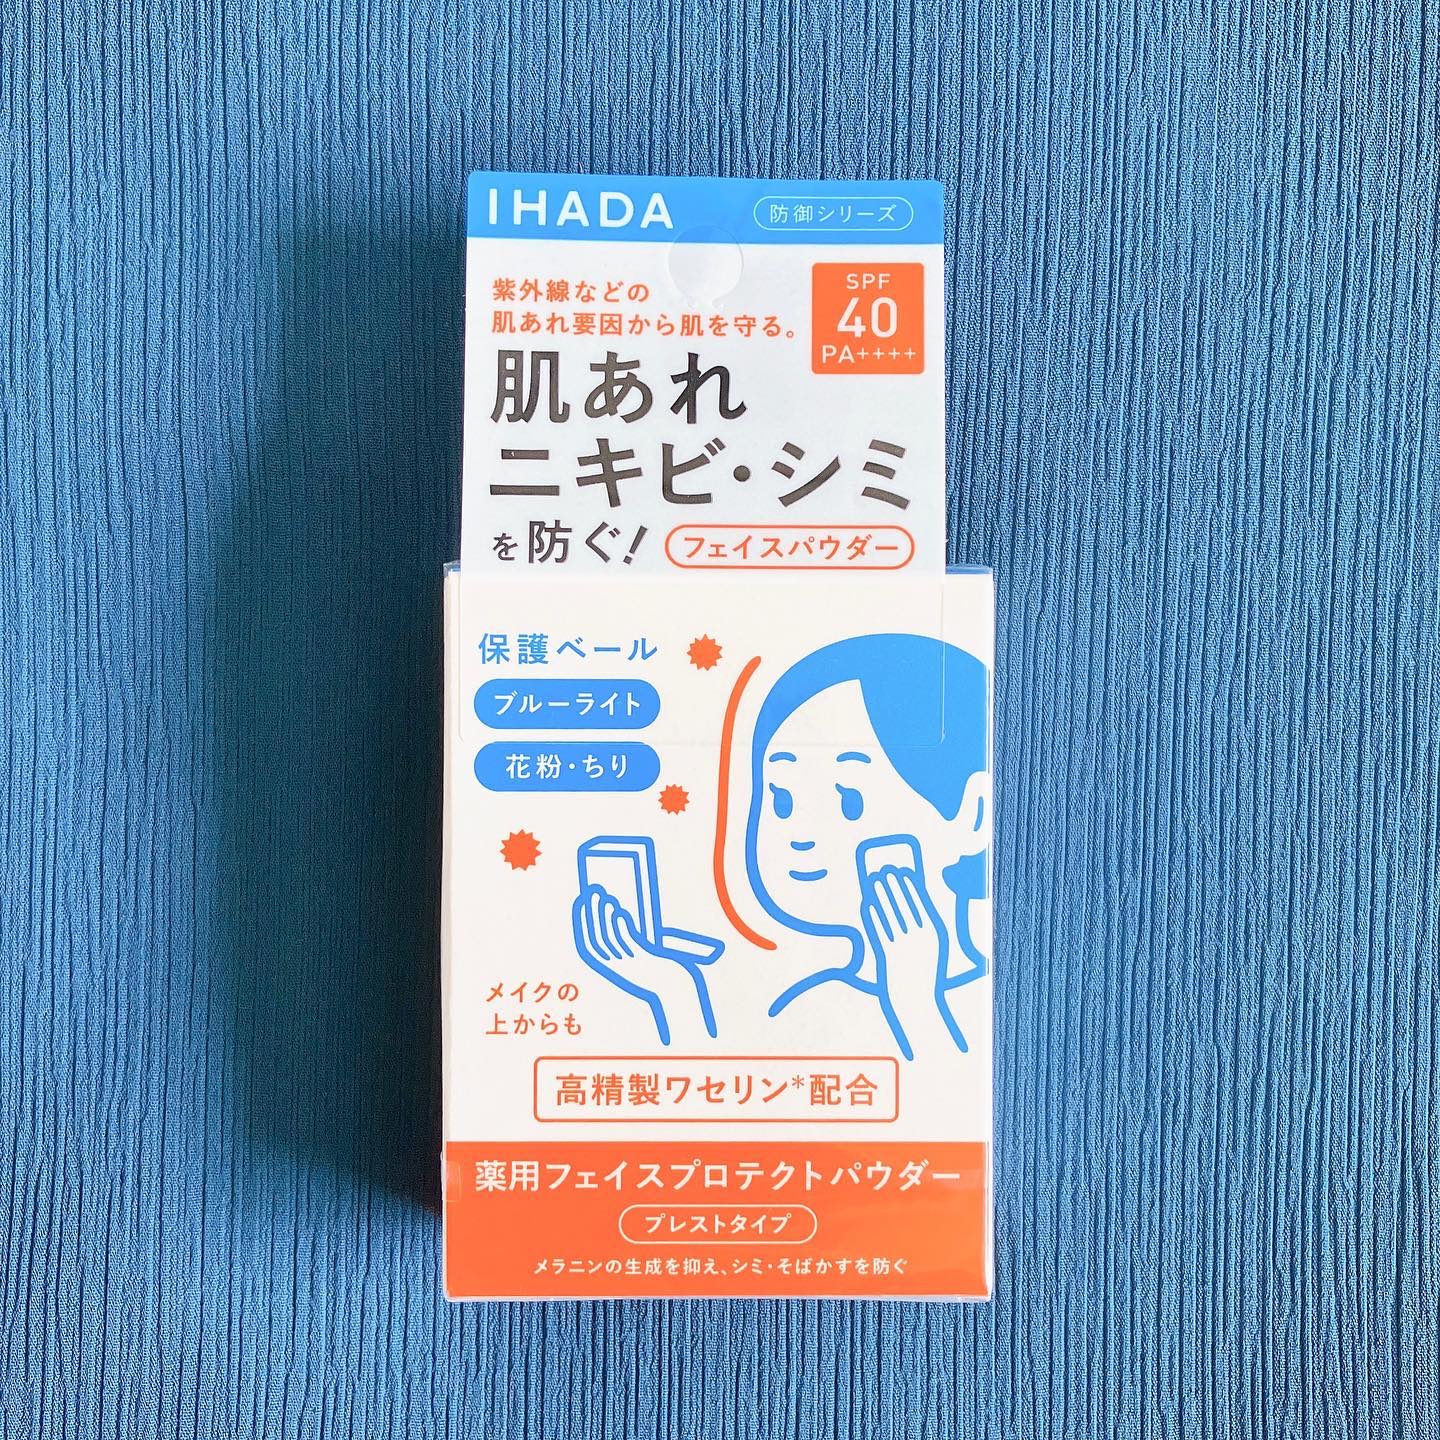 IHADA
防御シリーズ
紫外線などの
肌あれ要因から肌を守る。
SPF
40
PA++++
肌あれ
ニキビ・シミ
を防ぐ!
フェイスパウダー
保護ベール
ブルーライト
花粉・ちり
メイクの
上からも
高精製ワセリン*配合
薬用フェイスプロテクトパウダー
プレストタイプ
メラニンの生成を抑え、シミ・そばかすを防ぐ